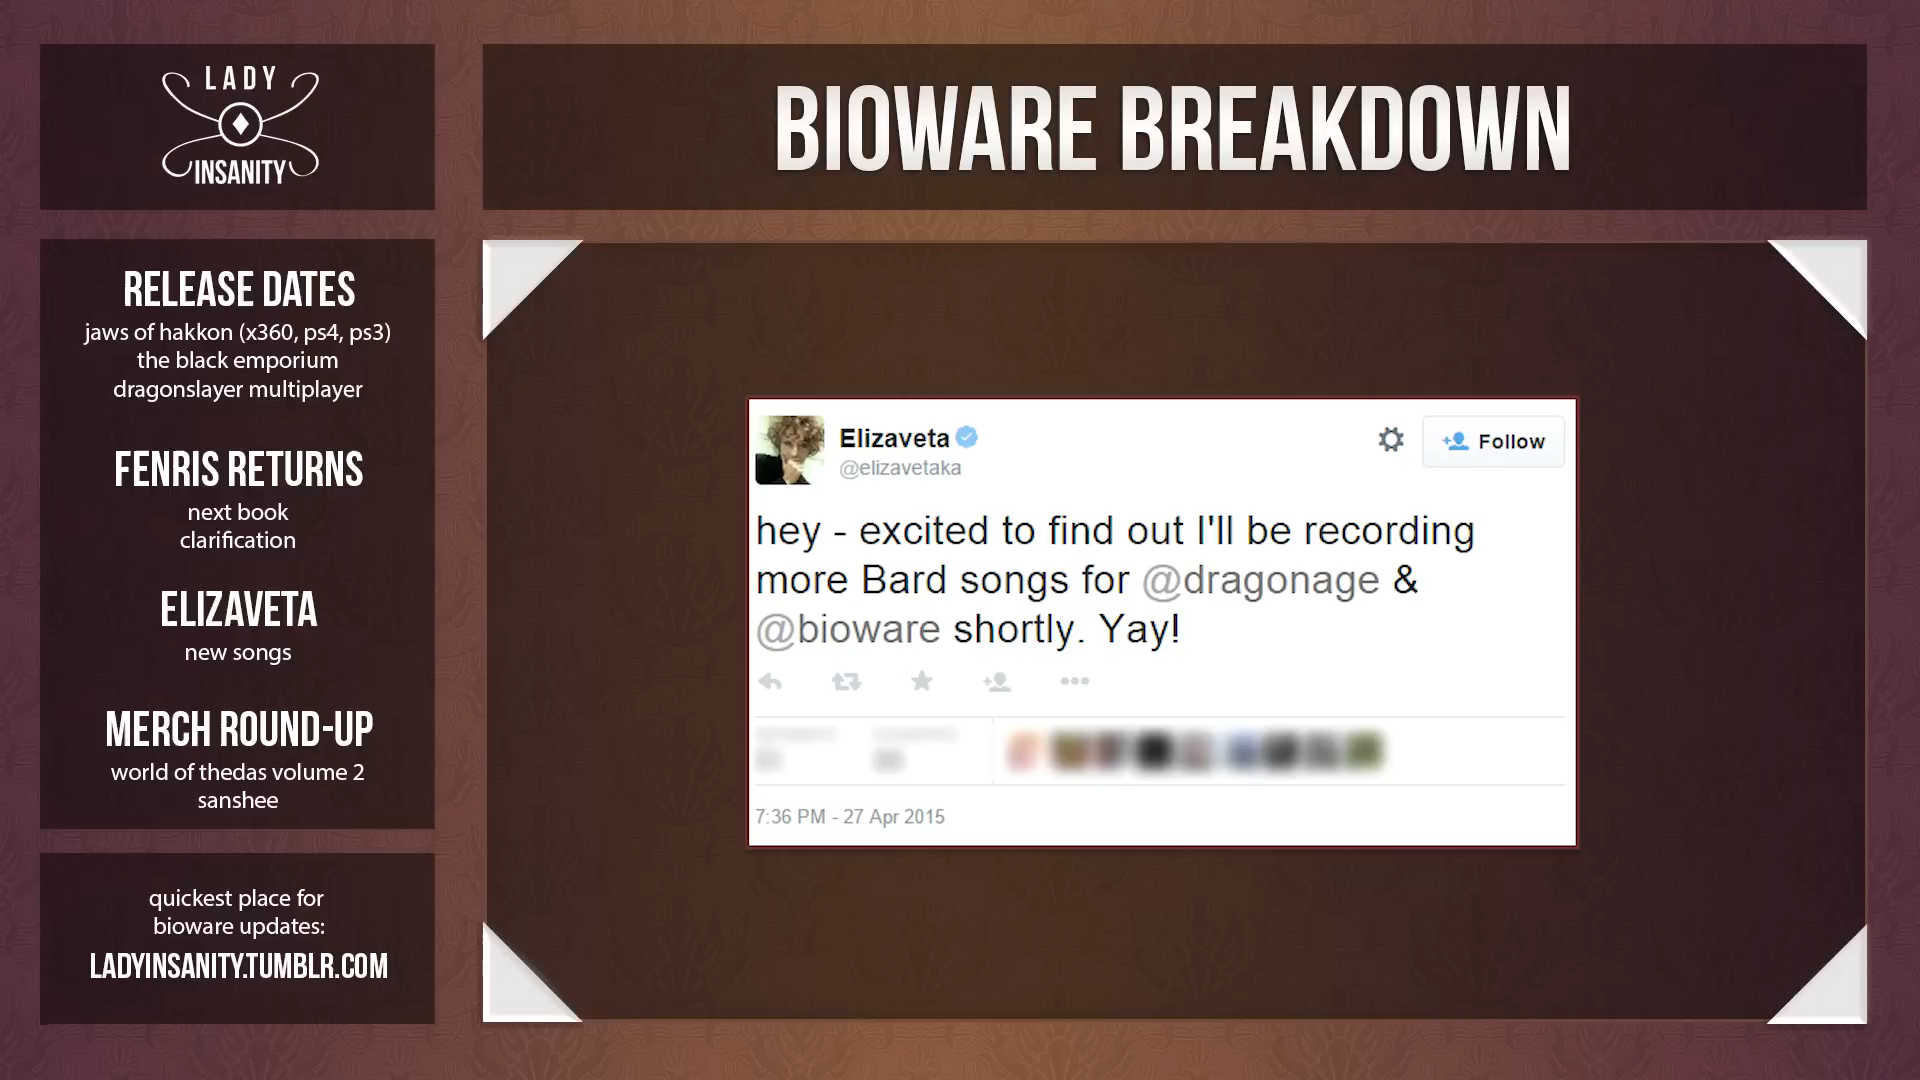 LADY
INSANITY
BIOWARE BREAKDOWN
RELEASE DATES
jaws of hakkon (x360, ps4, ps3)
the black emporium
dragonslayer multiplayer
FENRIS RETURNS
next book
clarification
ELIZAVETA
new songs
MERCH ROUND-UP
world of thedas volume 2
sanshee
quickest place for
bioware updates:
LADYINSANITY.TUMBLR.COM
Elizaveta
@elizavetaka
Follow
hey - excited to find out I'll be recording
more Bard songs for @dragonage &
@bioware shortly. Yay!
7:36 PM - 27 Apr 2015